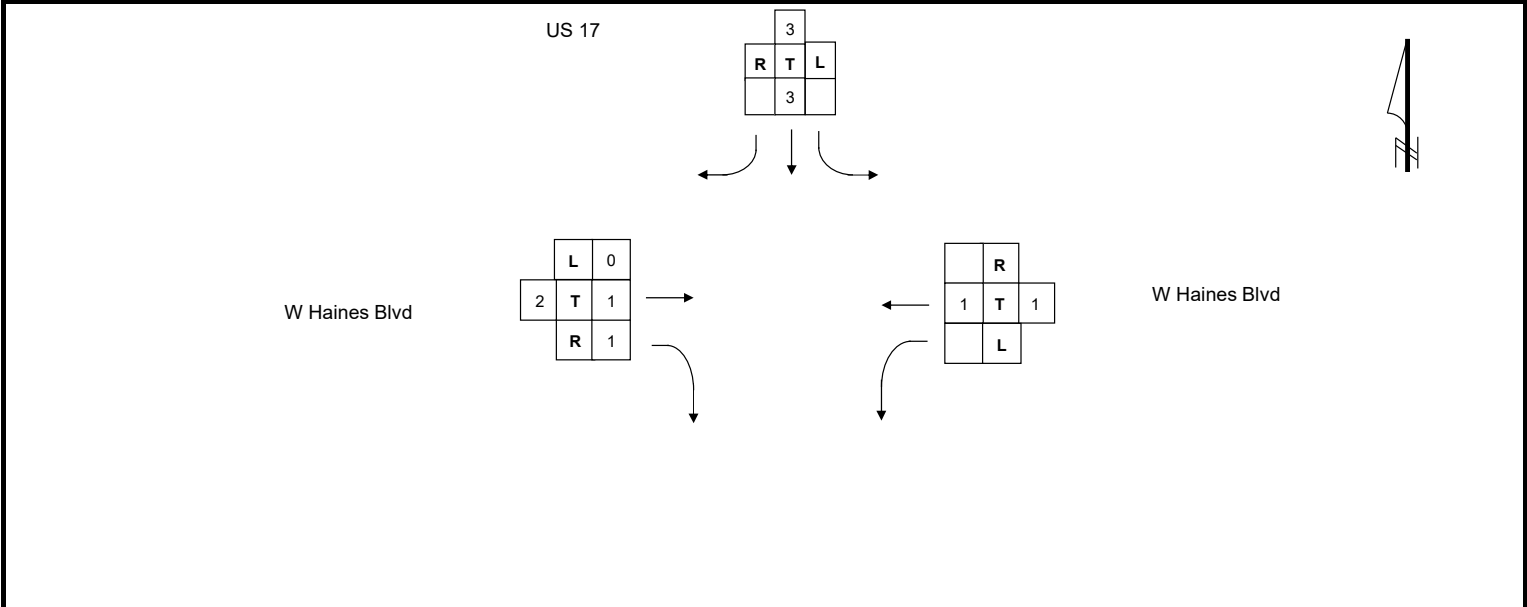 US 17
3
R T L
3
L 0
2 T 1
R 1
W Haines Blvd
R
1 T 1
L
W Haines Blvd
N